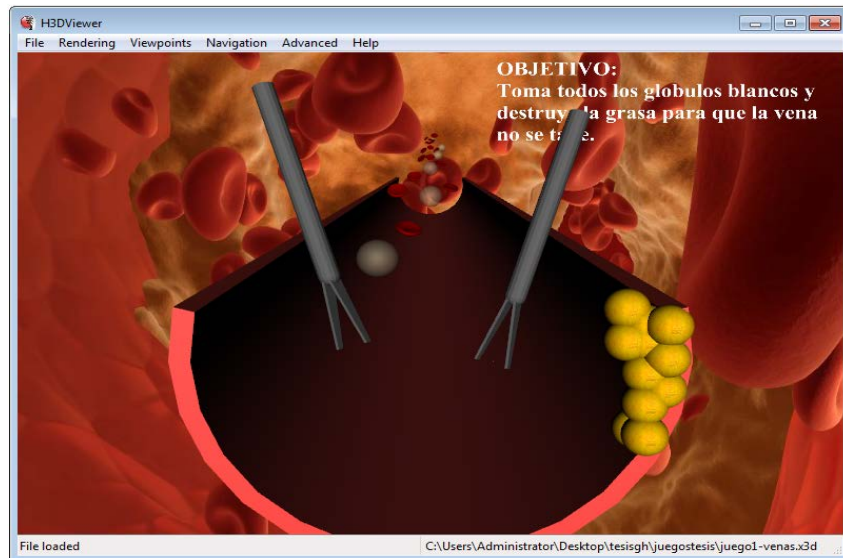 H3DViewer
File Rendering Viewpoints Navigation Advanced Help
OBJETIVO:
Toma todos los globulos blancos y
la grasa para que la vena
no se
File loaded
C:\Users\Administrator\Desktop\tesisgh\juegostesis\juego1-venas.x3d